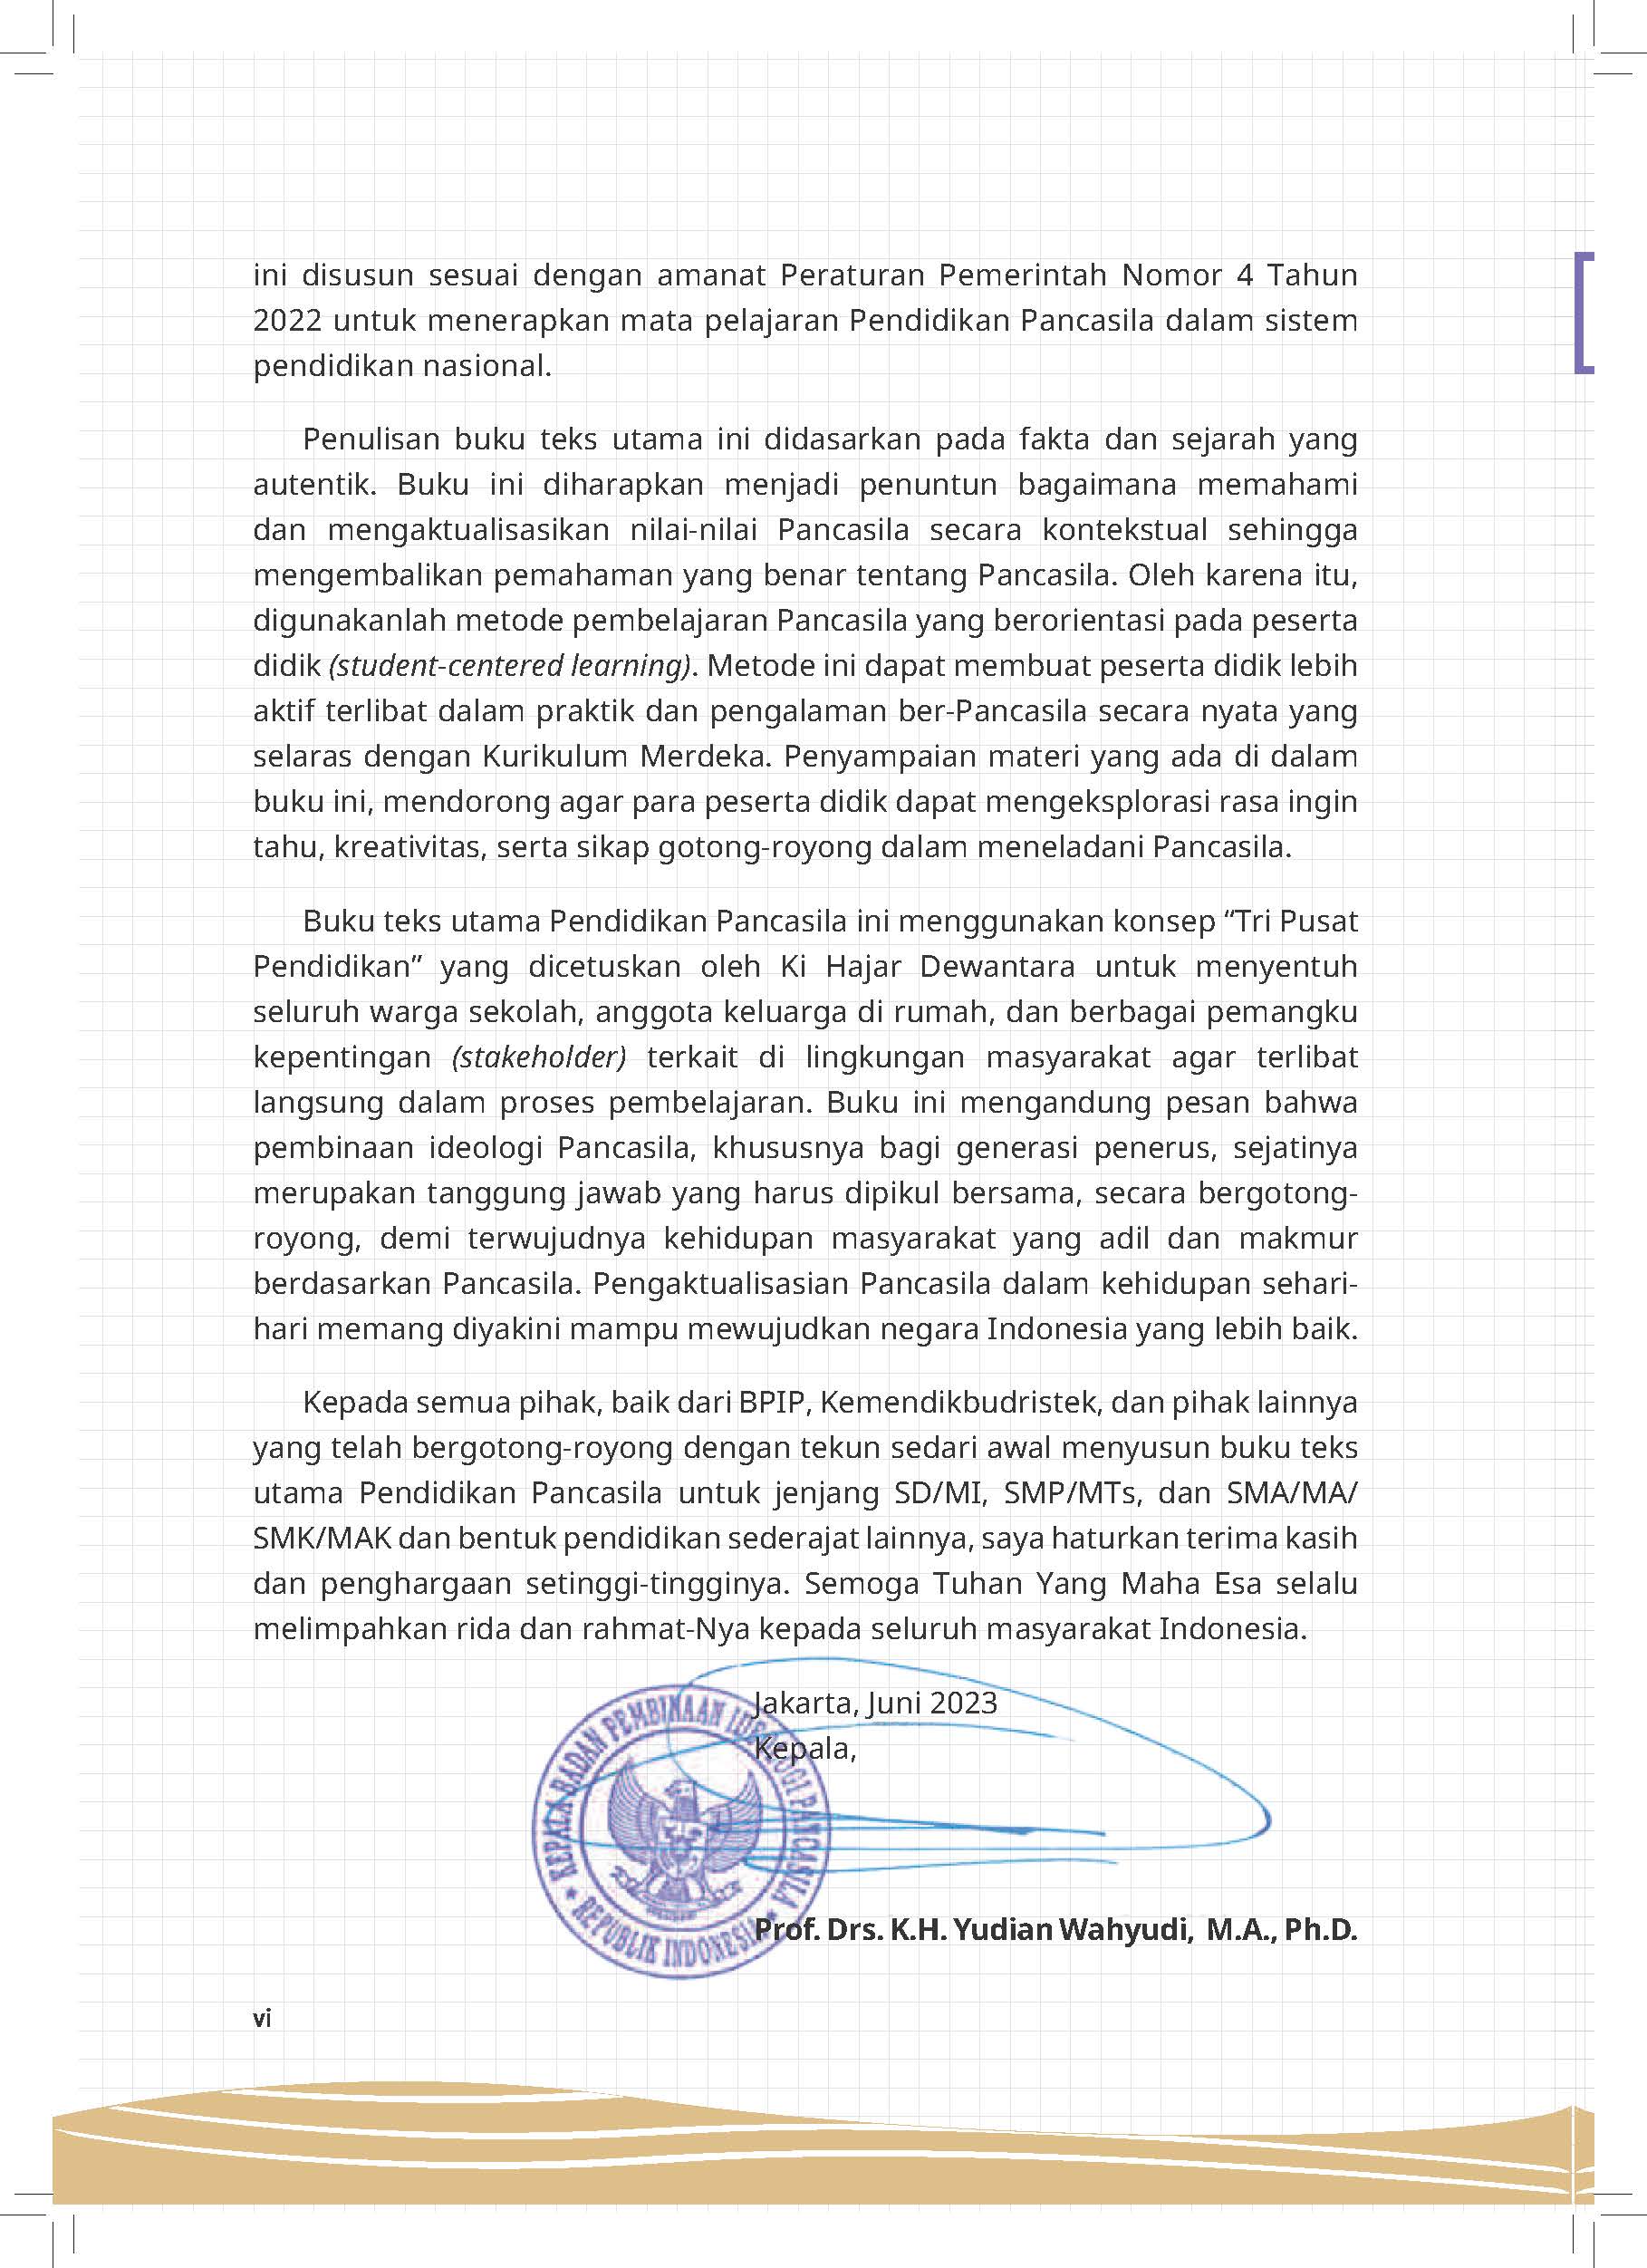 ini disusun sesuai dengan amanat Peraturan Pemerintah Nomor 4 Tahun
2022 untuk menerapkan mata pelajaran Pendidikan Pancasila dalam sistem
pendidikan nasional.
Penulisan buku teks utama ini didasarkan pada fakta dan sejarah yang
autentik. Buku ini diharapkan menjadi penuntun bagaimana memahami
dan mengaktualisasikan nilai-nilai Pancasila secara kontekstual sehingga
mengembalikan pemahaman yang benar tentang Pancasila. Oleh karena itu,
digunakanlah metode pembelajaran Pancasila yang berorientasi pada peserta
didik (student-centered learning). Metode ini dapat membuat peserta didik lebih
aktif terlibat dalam praktik dan pengalaman ber-Pancasila secara nyata yang
selaras dengan Kurikulum Merdeka. Penyampaian materi yang ada di dalam
buku ini, mendorong agar para peserta didik dapat mengeksplorasi rasa ingin
tahu, kreativitas, serta sikap gotong-royong dalam meneladani Pancasila.
Buku teks utama Pendidikan Pancasila ini menggunakan konsep “Tri Pusat
Pendidikan” yang dicetuskan oleh Ki Hajar Dewantara untuk menyentuh
seluruh warga sekolah, anggota keluarga di rumah, dan berbagai pemangku
kepentingan (stakeholder) terkait di lingkungan masyarakat agar terlibat
langsung dalam proses pembelajaran. Buku ini mengandung pesan bahwa
pembinaan ideologi Pancasila, khususnya bagi generasi penerus, sejatinya
merupakan tanggung jawab yang harus dipikul bersama, secara bergotong-
royong, demi terwujudnya kehidupan masyarakat yang adil dan makmur
berdasarkan Pancasila. Pengaktualisasian Pancasila dalam kehidupan sehari-
hari memang diyakini mampu mewujudkan negara Indonesia yang lebih baik.
Kepada semua pihak, baik dari BPIP, Kemendikbudristek, dan pihak lainnya
yang telah bergotong-royong dengan tekun sedari awal menyusun buku teks
utama Pendidikan Pancasila untuk jenjang SD/MI, SMP/MTs, dan SMA/MA/
SMK/MAK dan bentuk pendidikan sederajat lainnya, saya haturkan terima kasih
dan penghargaan setinggi-tingginya. Semoga Tuhan Yang Maha Esa selalu
melimpahkan rida dan rahmat-Nya kepada seluruh masyarakat Indonesia.
Jakarta, Juni 2023
Kepala,
KEPALA BADAN PEMBINAAN IDEOLOGI PANCASILA
REPUBLIK INDONESIA
Prof. Drs. K.H. Yudian Wahyudi, M.A., Ph.D.
vi